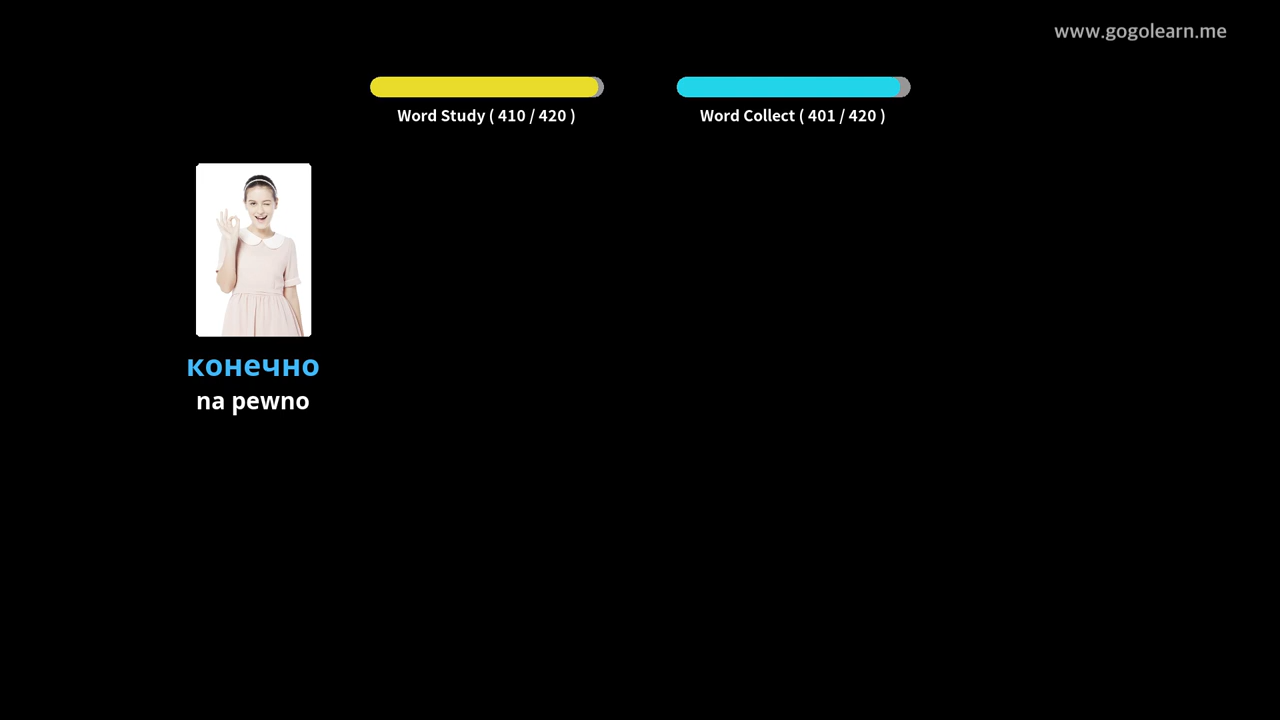 www.gogolearn.me
Word Study ( 410 / 420 )
Word Collect ( 401 / 420 )
конечно
na pewno